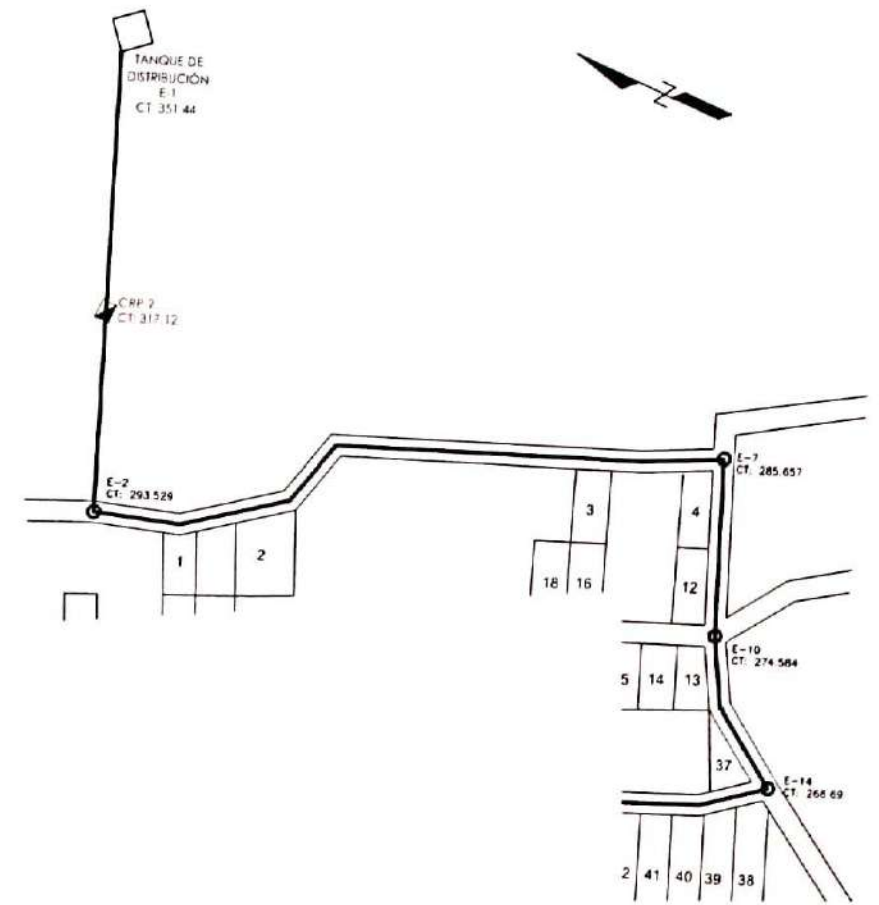 TANQUE DE
DISTRIBUCIÓN
E-1
CT 351.44
Z
CRP 2
CT: 317.12
E-2
CT: 293.529
E-7
CT: 285.657
1
2
3
4
18
16
12
E-10
CT: 274.584
5
14
13
37
E-14
CT: 268.69
2
41
40
39
38